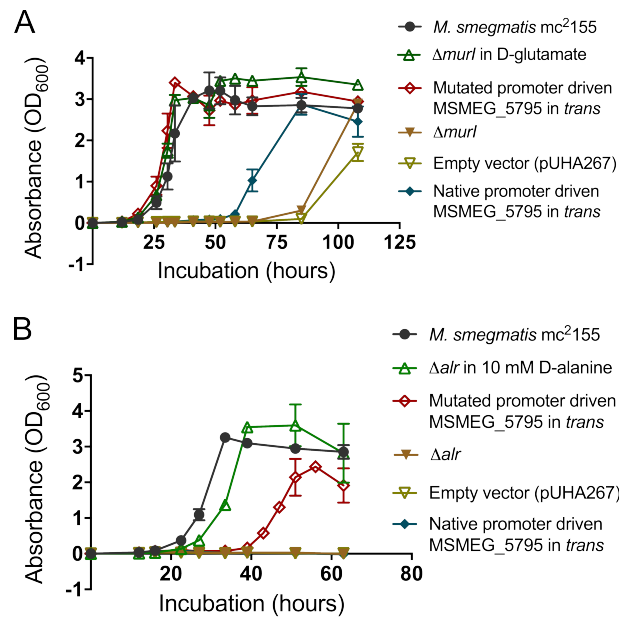 A
M. smegmatis mc²155
Δmurl in D-glutamate
Mutated promoter driven
MSMEG_5795 in trans
Δmurl
Empty vector (pUHA267)
Native promoter driven
MSMEG_5795 in trans
Absorbance (OD₆₀₀)
4
3
2
1
0
-1
25
50
75
100
125
Incubation (hours)
B
M. smegmatis mc²155
Δalr in 10 mM D-alanine
Mutated promoter driven
MSMEG_5795 in trans
Δalr
Empty vector (pUHA267)
Native promoter driven
MSMEG_5795 in trans
Absorbance (OD₆₀₀)
5
4
3
2
1
0
-1
20
40
60
80
Incubation (hours)